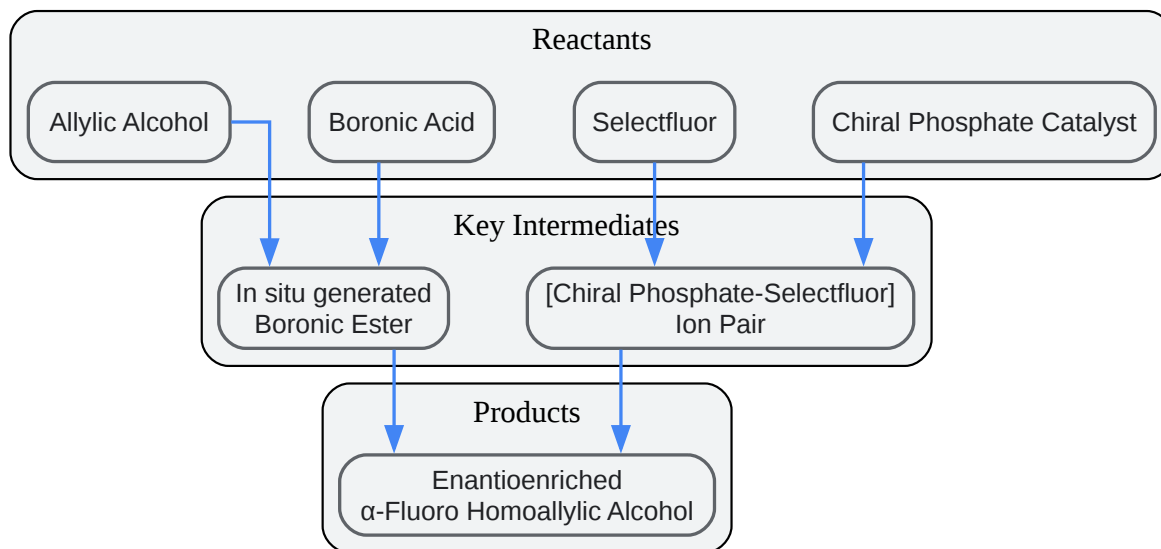 Reactants
Allylic Alcohol
Boronic Acid
Selectfluor
Chiral Phosphate Catalyst
Key Intermediates
In situ generated
Boronic Ester
[Chiral Phosphate-Selectfluor]
Ion Pair
Products
Enantioenriched
α-Fluoro Homoallylic Alcohol